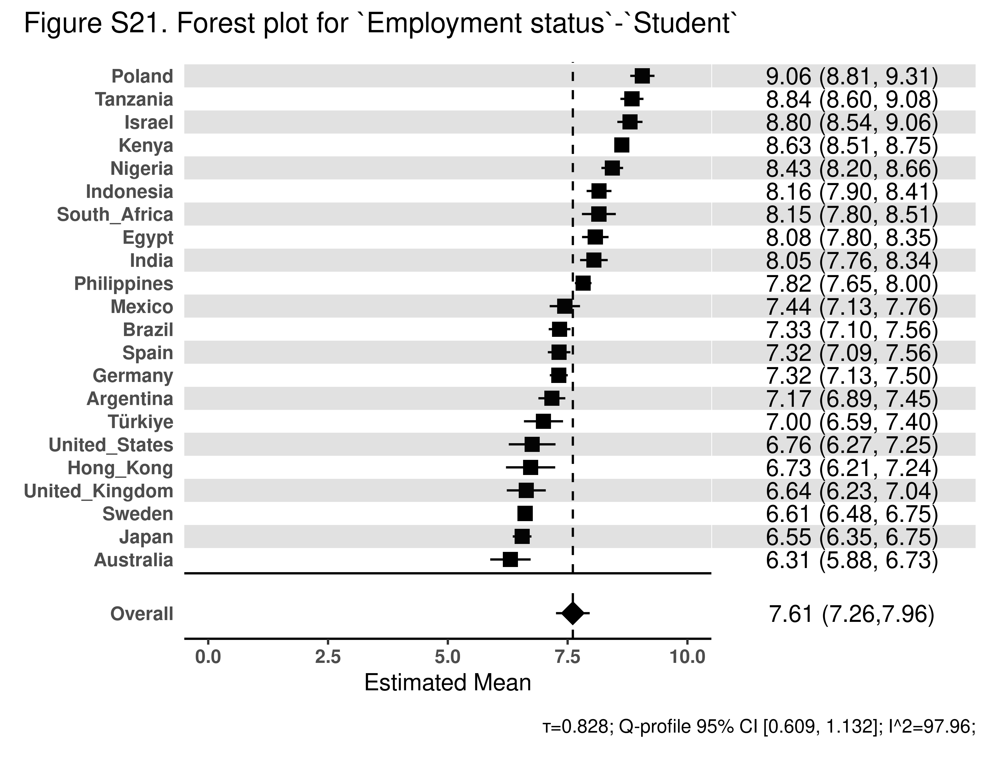 Figure S21. Forest plot for `Employment status`-`Student`
Poland 9.06 (8.81, 9.31)
Tanzania 8.84 (8.60, 9.08)
Israel 8.80 (8.54, 9.06)
Kenya 8.63 (8.51, 8.75)
Nigeria 8.43 (8.20, 8.66)
Indonesia 8.16 (7.90, 8.41)
South_Africa 8.15 (7.80, 8.51)
Egypt 8.08 (7.80, 8.35)
India 8.05 (7.76, 8.34)
Philippines 7.82 (7.65, 8.00)
Mexico 7.44 (7.13, 7.76)
Brazil 7.33 (7.10, 7.56)
Spain 7.32 (7.09, 7.56)
Germany 7.32 (7.13, 7.50)
Argentina 7.17 (6.89, 7.45)
Türkiye 7.00 (6.59, 7.40)
United_States 6.76 (6.27, 7.25)
Hong_Kong 6.73 (6.21, 7.24)
United_Kingdom 6.64 (6.23, 7.04)
Sweden 6.61 (6.48, 6.75)
Japan 6.55 (6.35, 6.75)
Australia 6.31 (5.88, 6.73)
Overall 7.61 (7.26,7.96)
0.0 2.5 5.0 7.5 10.0
Estimated Mean
τ=0.828; Q-profile 95% CI [0.609, 1.132]; I^2=97.96;